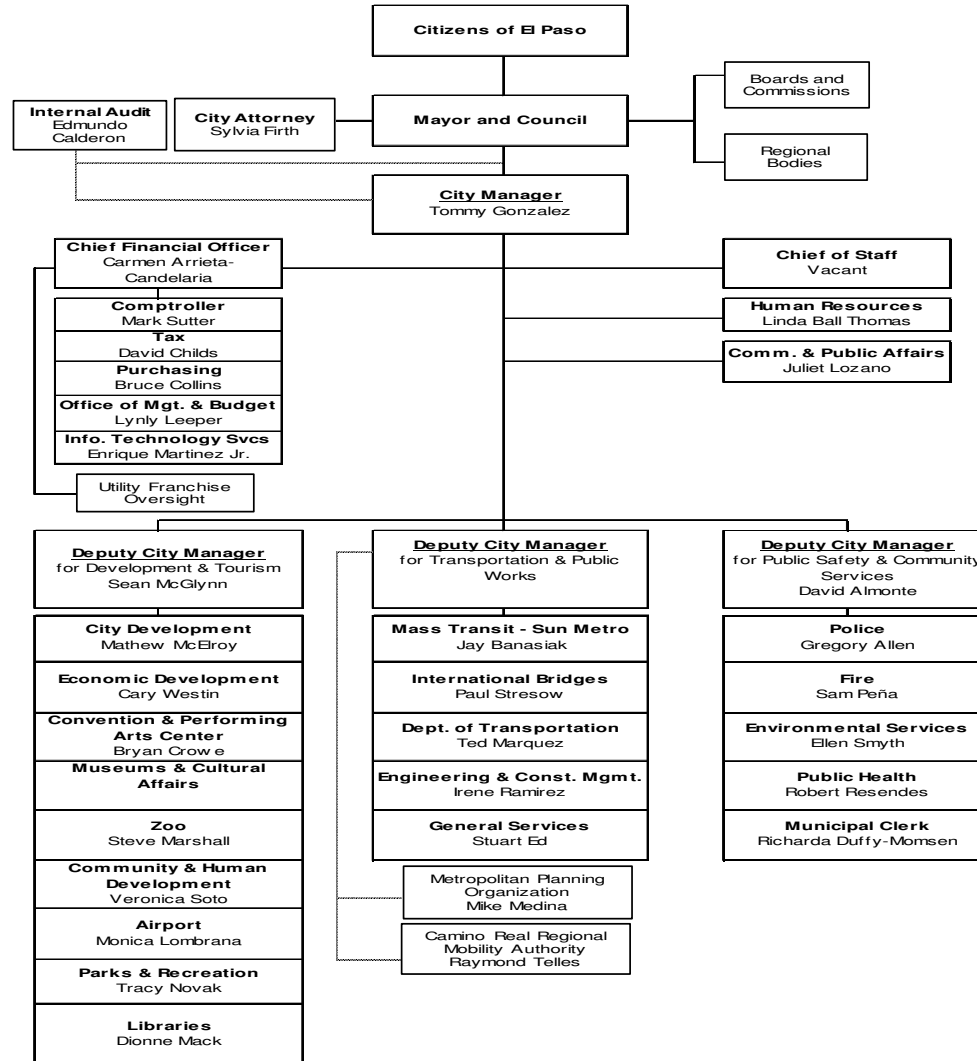 Citizens of El Paso
Boards and
Commissions
Internal Audit
Edmundo
Calderon
City Attorney
Sylvia Firth
Mayor and Council
Regional
Bodies
City Manager
Tommy Gonzalez
Chief Financial Officer
Carmen Arrieta-
Candelaria
Chief of Staff
Vacant
Comptroller
Mark Sutter
Tax
David Childs
Purchasing
Bruce Collins
Office of Mgt. & Budget
Lynly Leeper
Info. Technology Svcs
Enrique Martinez Jr.
Human Resources
Linda Ball Thomas
Comm. & Public Affairs
Juliet Lozano
Utility Franchise
Oversight
Deputy City Manager
for Development & Tourism
Sean McGlynn
City Development
Mathew McElroy
Economic Development
Cary Westin
Convention & Performing
Arts Center
Bryan Crowe
Museums & Cultural
Affairs
Zoo
Steve Marshall
Community & Human
Development
Veronica Soto
Airport
Monica Lombrana
Parks & Recreation
Tracy Novak
Libraries
Dionne Mack
Deputy City Manager
for Transportation & Public
Works
Mass Transit - Sun Metro
Jay Banasiak
International Bridges
Paul Stresow
Dept. of Transportation
Ted Marquez
Engineering & Const. Mgmt.
Irene Ramirez
General Services
Stuart Ed
Metropolitan Planning
Organization
Mike Medina
Camino Real Regional
Mobility Authority
Raymond Telles
Deputy City Manager
for Public Safety & Community
Services
David Almonte
Police
Gregory Allen
Fire
Sam Peña
Environmental Services
Ellen Smyth
Public Health
Robert Resendes
Municipal Clerk
Richarda Duffy-Momsen